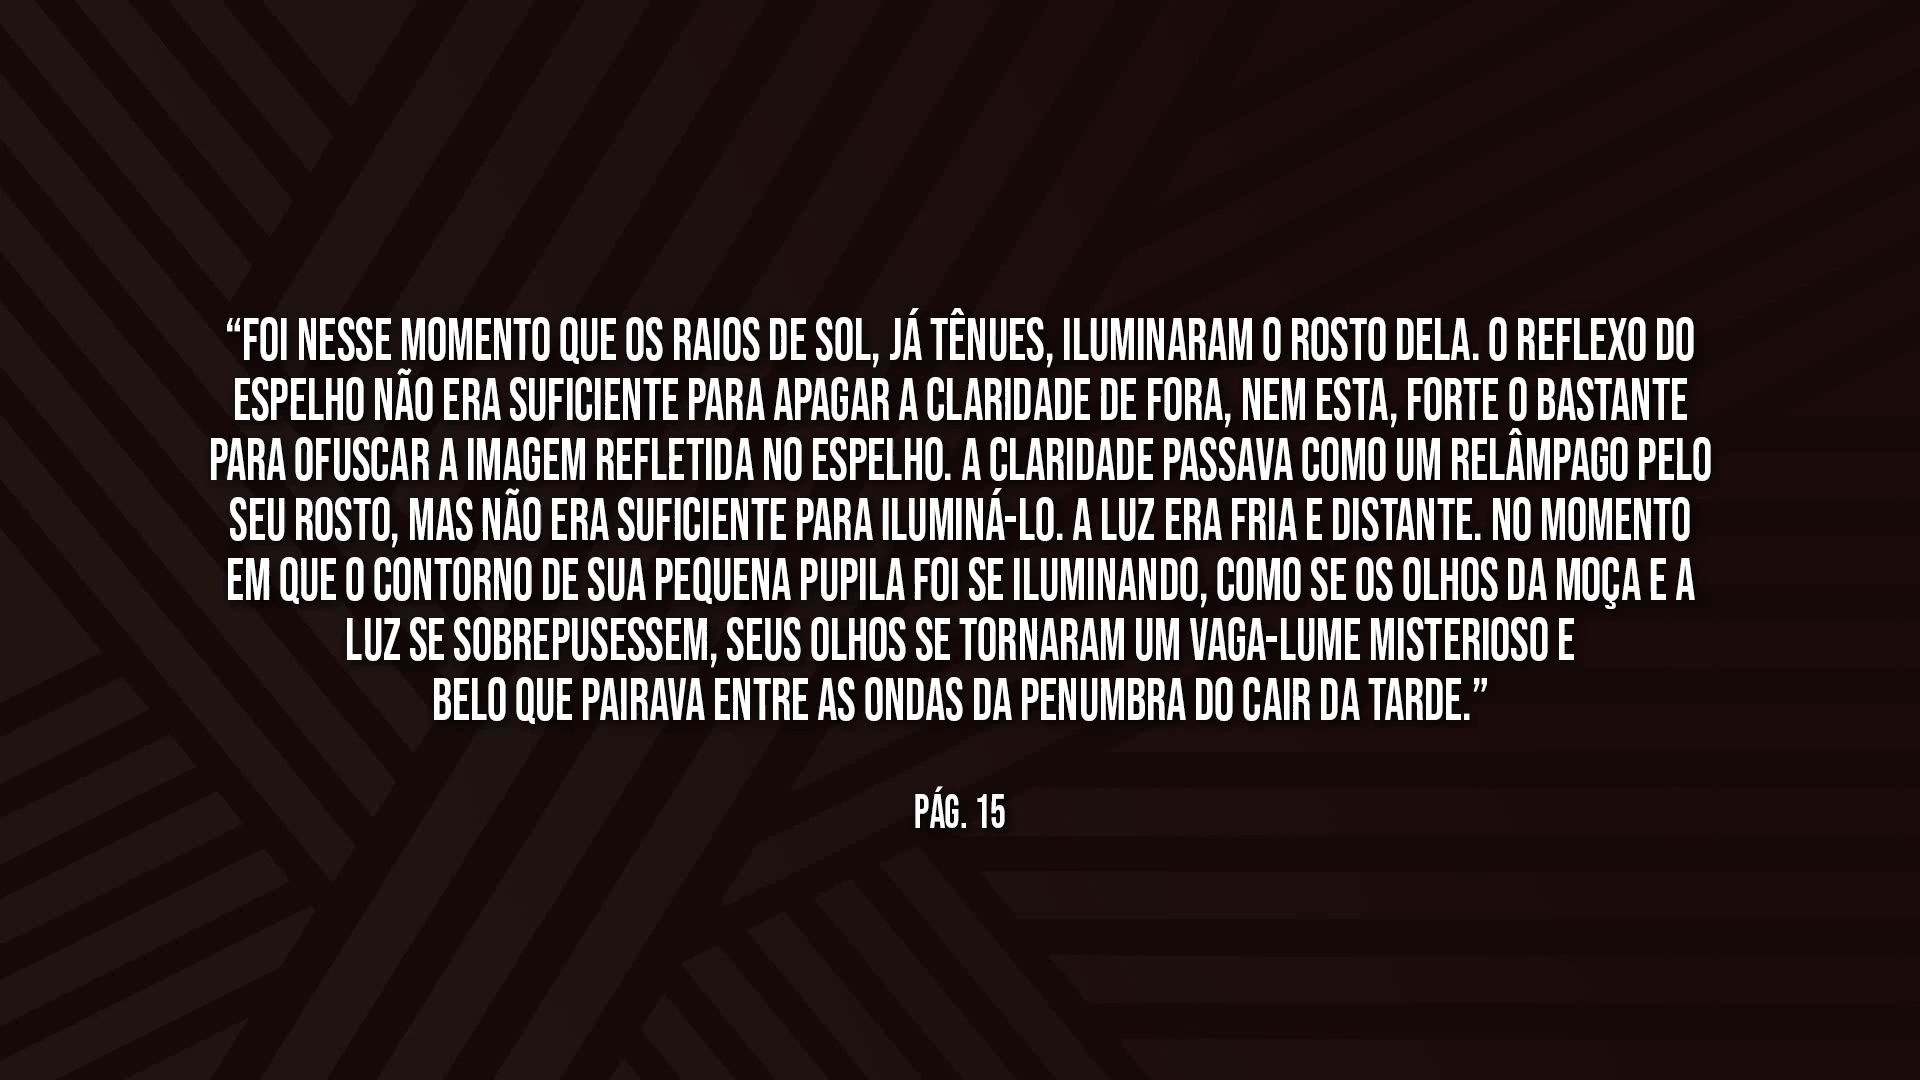 “FOI NESSE MOMENTO QUE OS RAIOS DE SOL, JÁ TÊNUES, ILUMINARAM O ROSTO DELA. O REFLEXO DO
ESPELHO NÃO ERA SUFICIENTE PARA APAGAR A CLARIDADE DE FORA, NEM ESTA, FORTE O BASTANTE
PARA OFUSCAR A IMAGEM REFLETIDA NO ESPELHO. A CLARIDADE PASSAVA COMO UM RELÂMPAGO PELO
SEU ROSTO, MAS NÃO ERA SUFICIENTE PARA ILUMINÁ-LO. A LUZ ERA FRIA E DISTANTE. NO MOMENTO
EM QUE O CONTORNO DE SUA PEQUENA PUPILA FOI SE ILUMINANDO, COMO SE OS OLHOS DA MOÇA E A
LUZ SE SOBREPUSESSEM, SEUS OLHOS SE TORNARAM UM VAGA-LUME MISTERIOSO E
BELO QUE PAIRAVA ENTRE AS ONDAS DA PENUMBRA DO CAIR DA TARDE.”
PÁG. 15